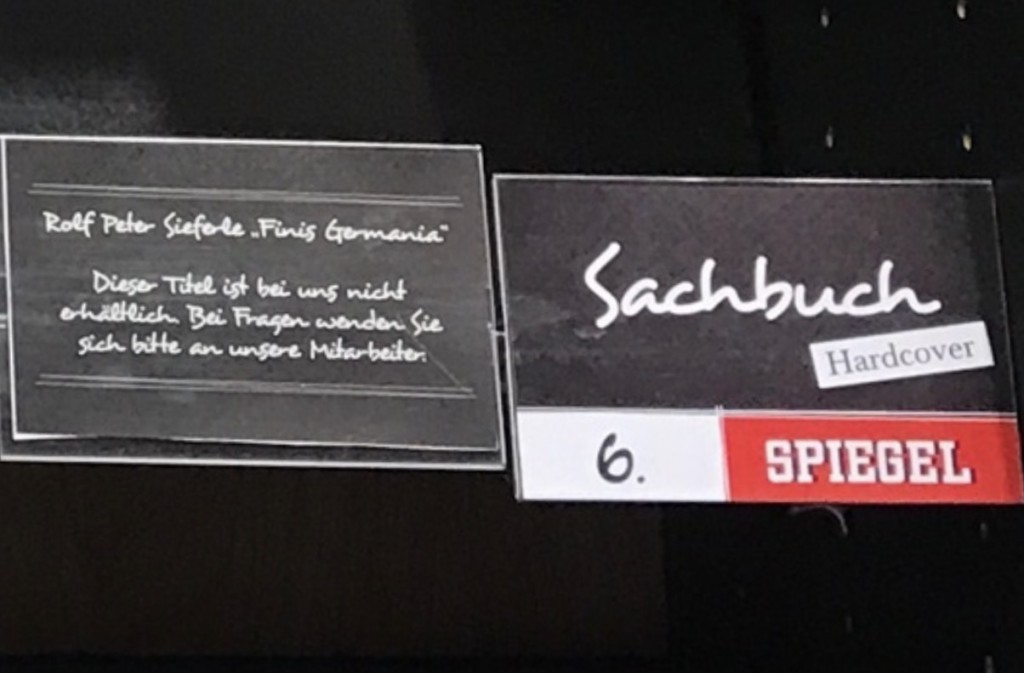 Rolf Peter Sieferle „Finis Germania“
Dieser Titel ist bei uns nicht
erhältlich. Bei Fragen wenden Sie
sich bitte an unsere Mitarbeiter.
Sachbuch
Hardcover
6.
SPIEGEL